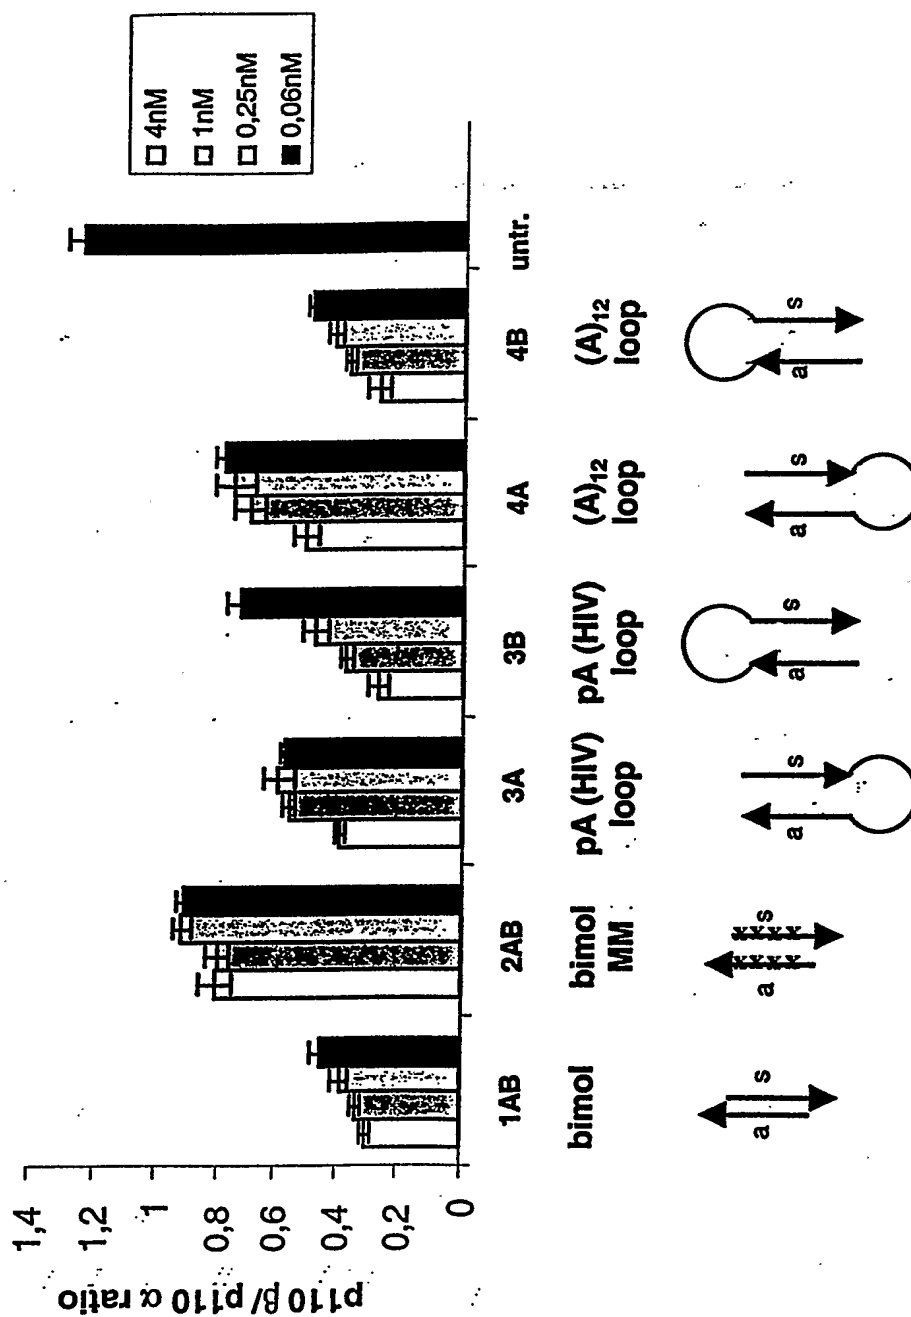 p110 β/ p110 α ratio
1,4
1,2
1
0,8
0,6
0,4
0,2
0
4nM
1nM
0,25nM
0,06nM
1AB 2AB 3A 3B 4A 4B untr.
bimol bimol pA (HIV) pA (HIV) (A)12 (A)12
MM loop loop loop loop
a s a s a s a s a s a s